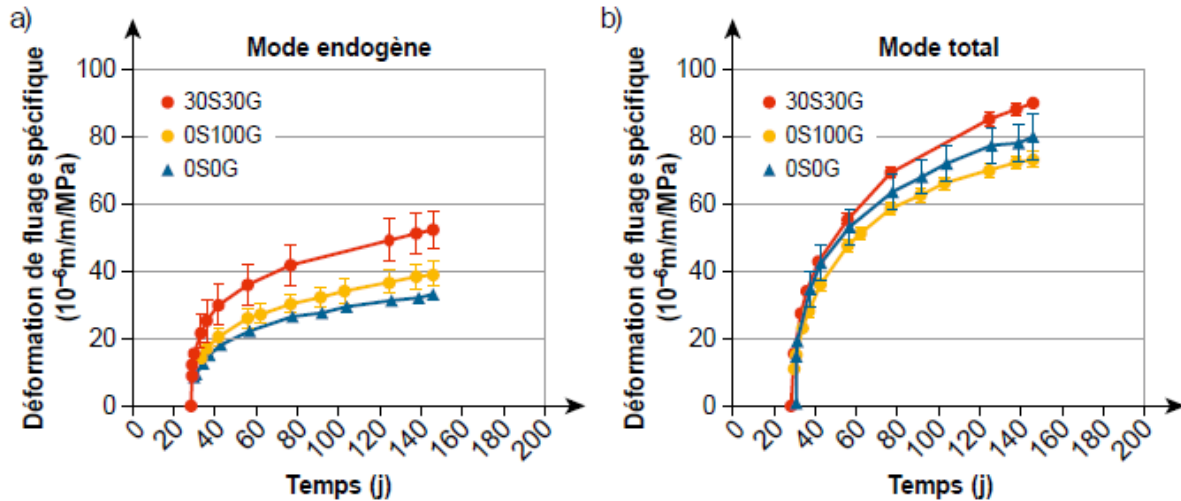 a)
Mode endogène
Déformation de fluage spécifique
(10⁻⁶m/m/MPa)
100
80
60
40
20
0
30S30G
0S100G
0S0G
0 20 40 60 80 100 120 140 160 180 200
Temps (j)
b)
Mode total
Déformation de fluage spécifique
(10⁻⁶m/m/MPa)
100
80
60
40
20
0
30S30G
0S100G
0S0G
0 20 40 60 80 100 120 140 160 180 200
Temps (j)